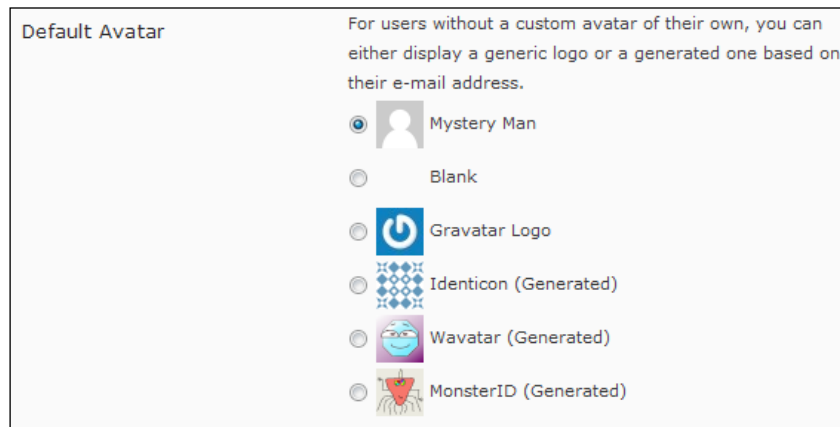 Default Avatar
For users without a custom avatar of their own, you can
either display a generic logo or a generated one based on
their e-mail address.
Mystery Man
Blank
Gravatar Logo
Identicon (Generated)
Wavatar (Generated)
MonsterID (Generated)